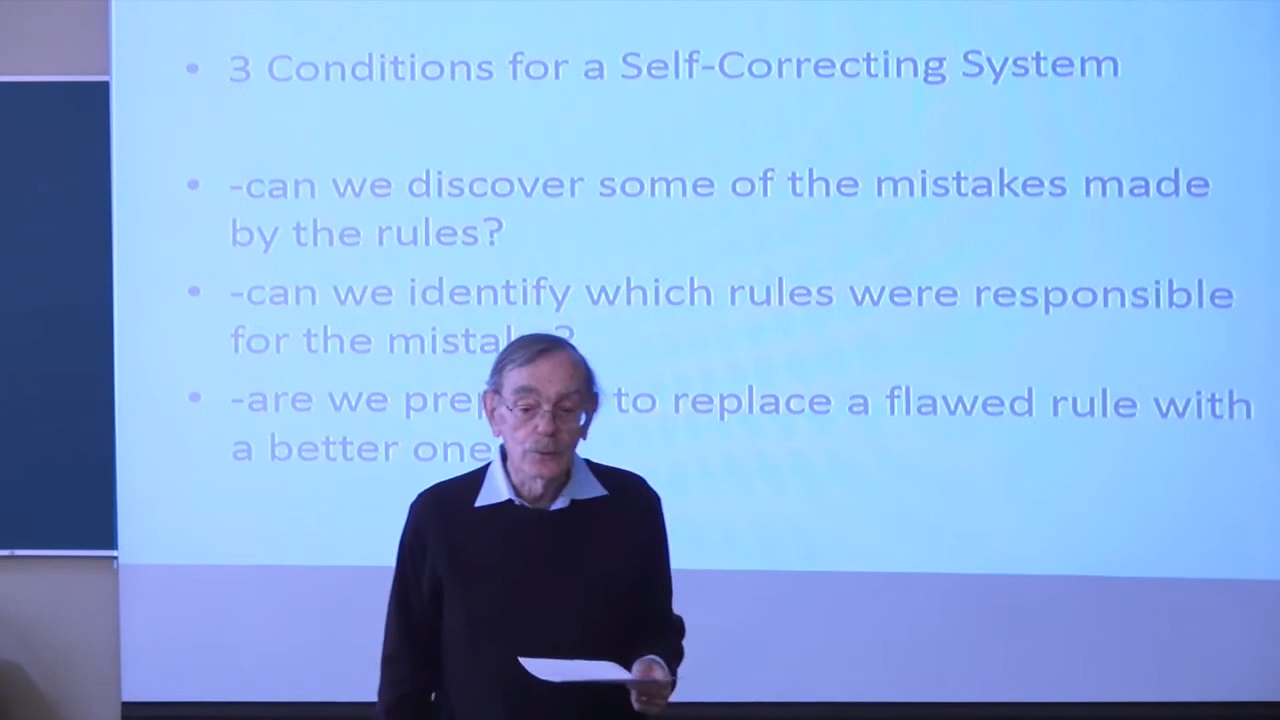 • 3 Conditions for a Self-Correcting System
• -can we discover some of the mistakes made
by the rules?
• -can we identify which rules were responsible
for the ?
• -are we to replace a flawed rule with
a better one